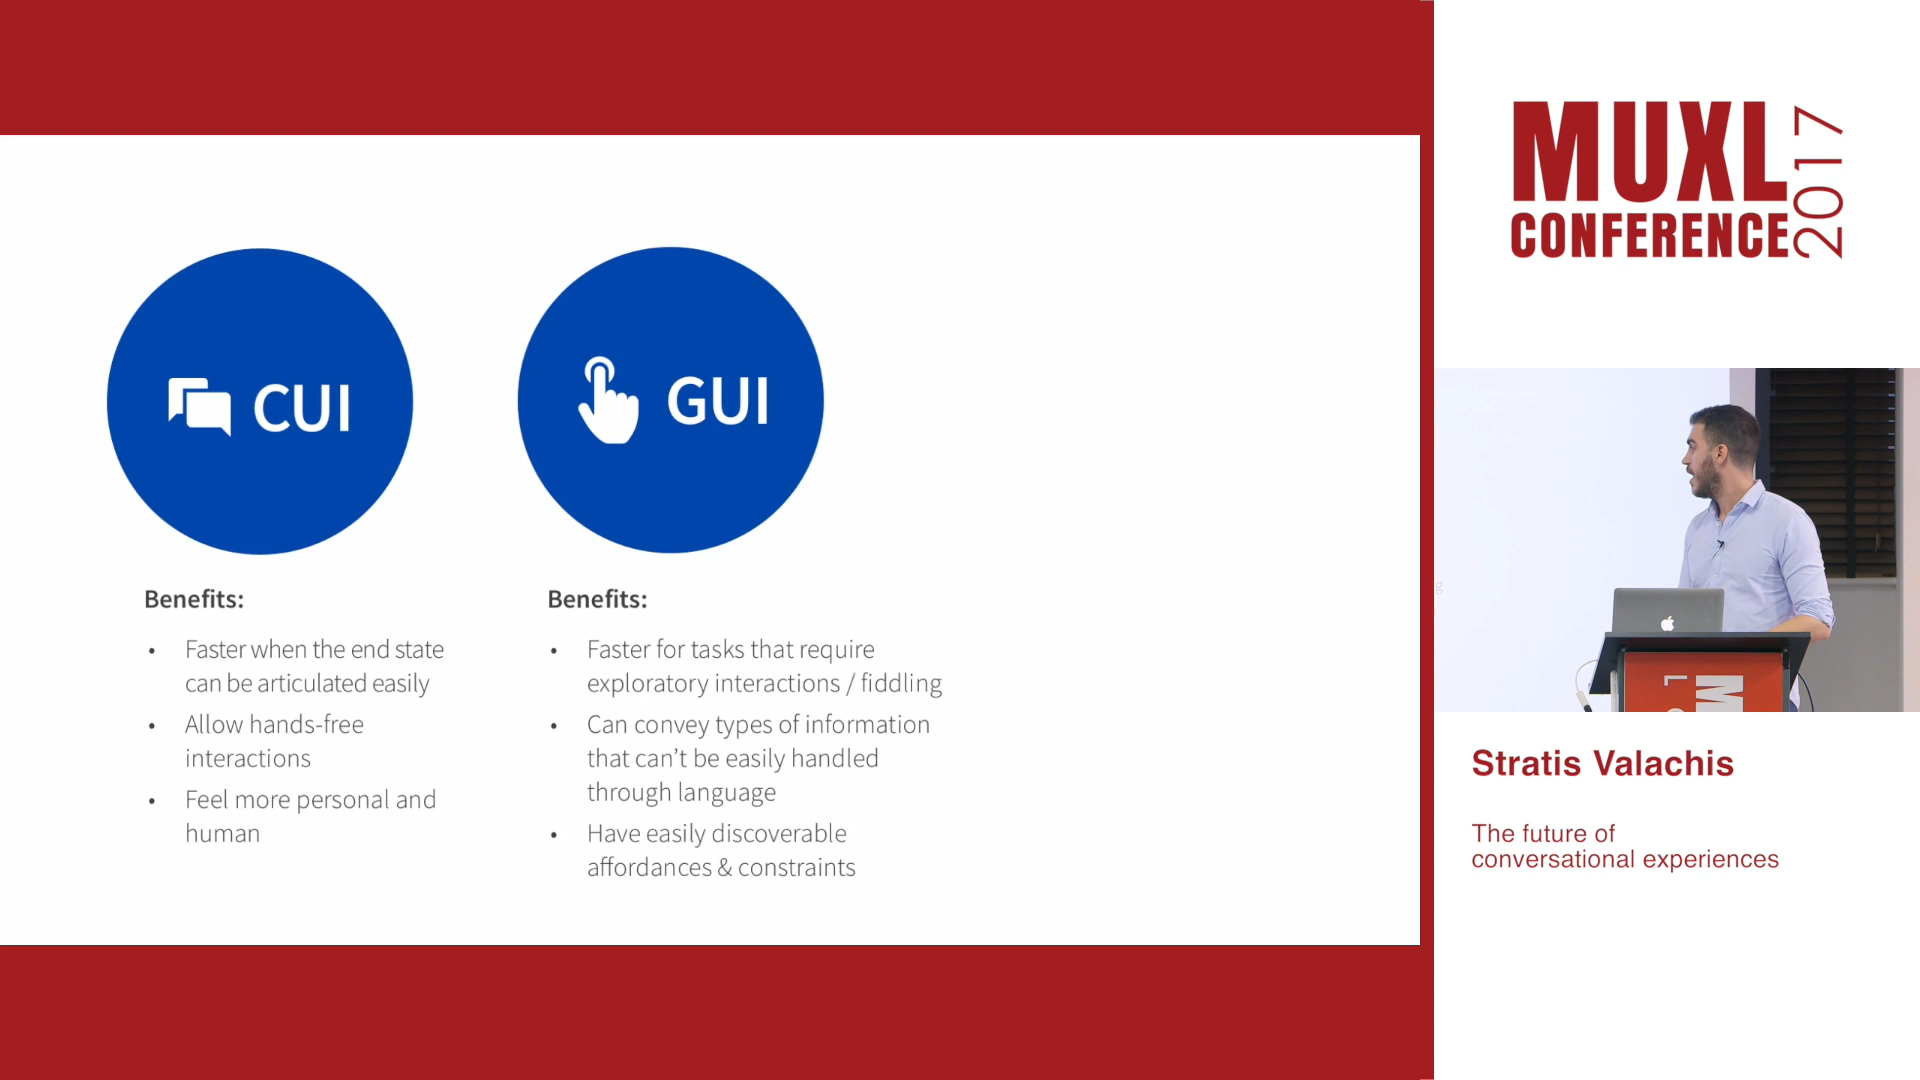 CUI
GUI
Benefits:
• Faster when the end state
can be articulated easily
• Allow hands-free
interactions
• Feel more personal and
human
Benefits:
• Faster for tasks that require
exploratory interactions / fiddling
• Can convey types of information
that can’t be easily handled
through language
• Have easily discoverable
affordances & constraints
MUXL
CONFERENCE
2017
Stratis Valachis
The future of
conversational experiences